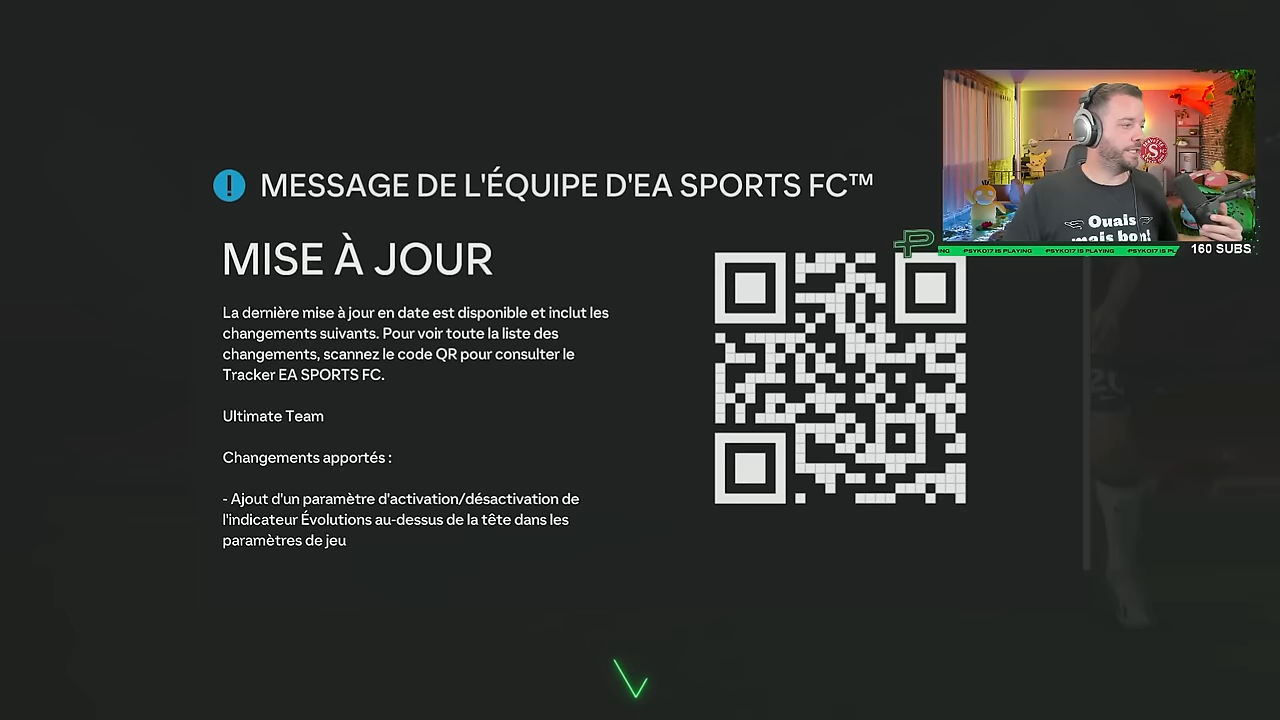 MESSAGE DE L'ÉQUIPE D'EA SPORTS FC™
MISE À JOUR
La dernière mise à jour en date est disponible et inclut les
changements suivants. Pour voir toute la liste des
changements, scannez le code QR pour consulter le
Tracker EA SPORTS FC.
Ultimate Team
Changements apportés :
- Ajout d'un paramètre d'activation/désactivation de
l'indicateur Évolutions au-dessus de la tête dans les
paramètres de jeu
Ouais
mais bon!
PSYKO17 IS PLAYING PSYKO17 IS PLAYING
160 SUBS